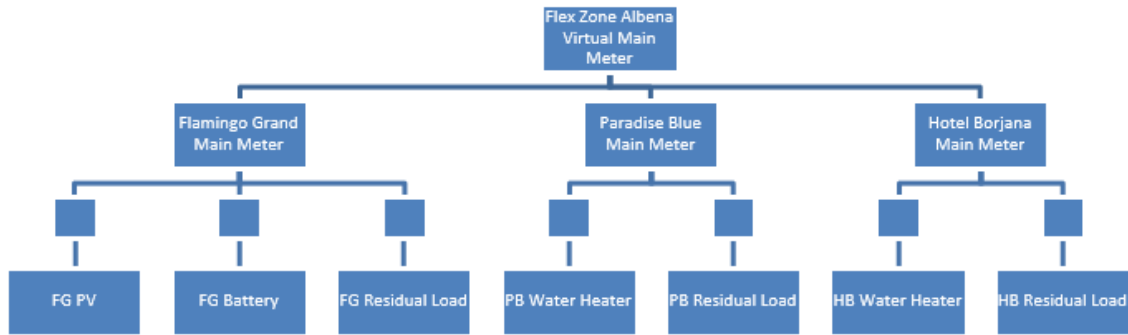 Flex Zone Albena
Virtual Main
Meter
Flamingo Grand
Main Meter
Paradise Blue
Main Meter
Hotel Borjana
Main Meter
FG PV
FG Battery
FG Residual Load
PB Water Heater
PB Residual Load
HB Water Heater
HB Residual Load